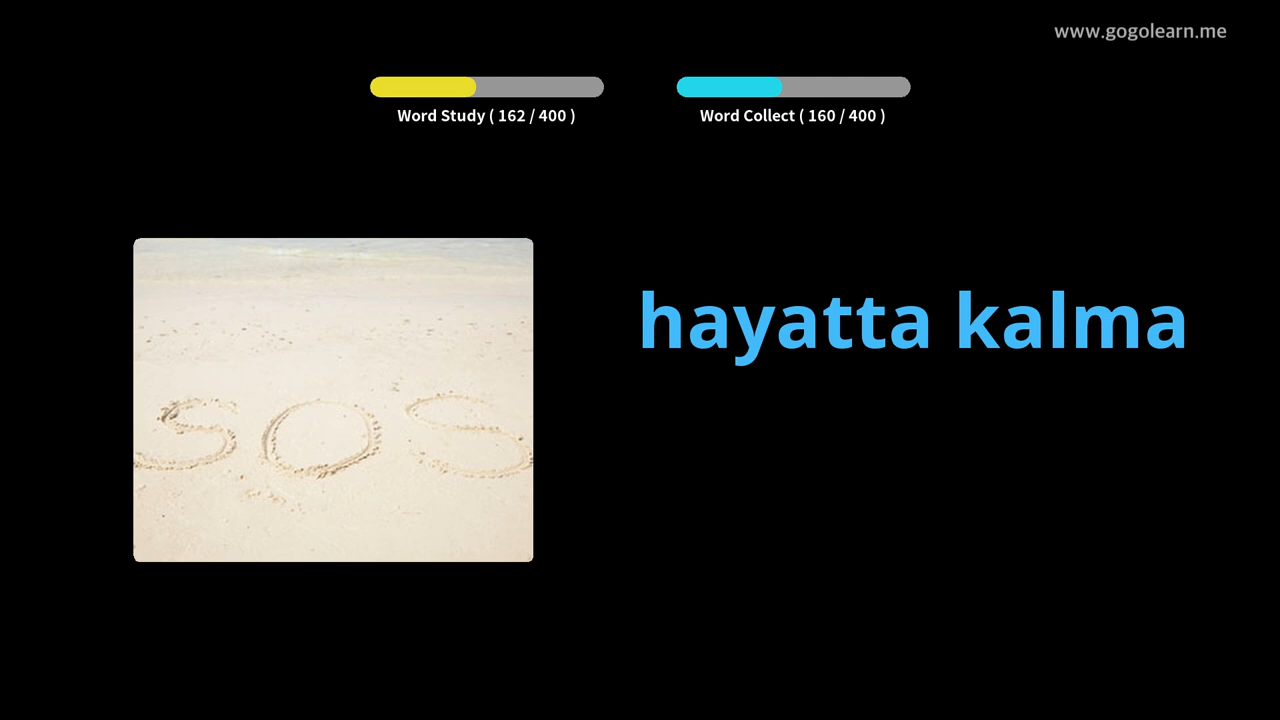 www.gogolearn.me
Word Study ( 162 / 400 )
Word Collect ( 160 / 400 )
hayatta kalma
SOS